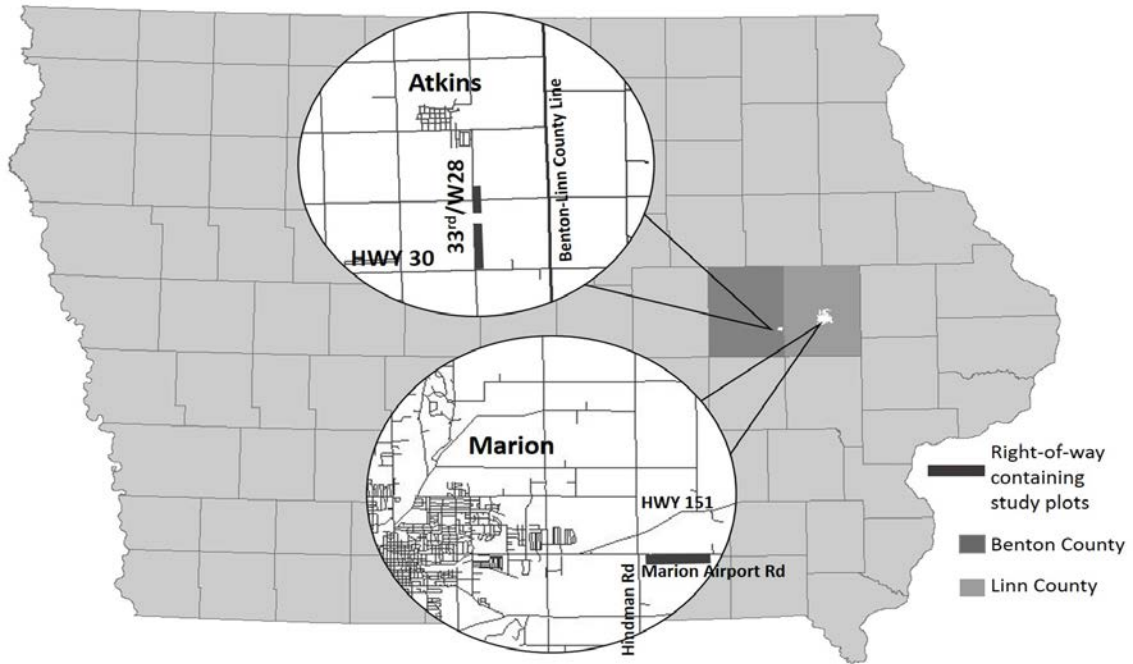 Atkins
Benton-Linn County Line
33rd/W28
HWY 30
Marion
HWY 151
Marion Airport Rd
Hindman Rd
Right-of-way
containing
study plots
Benton County
Linn County